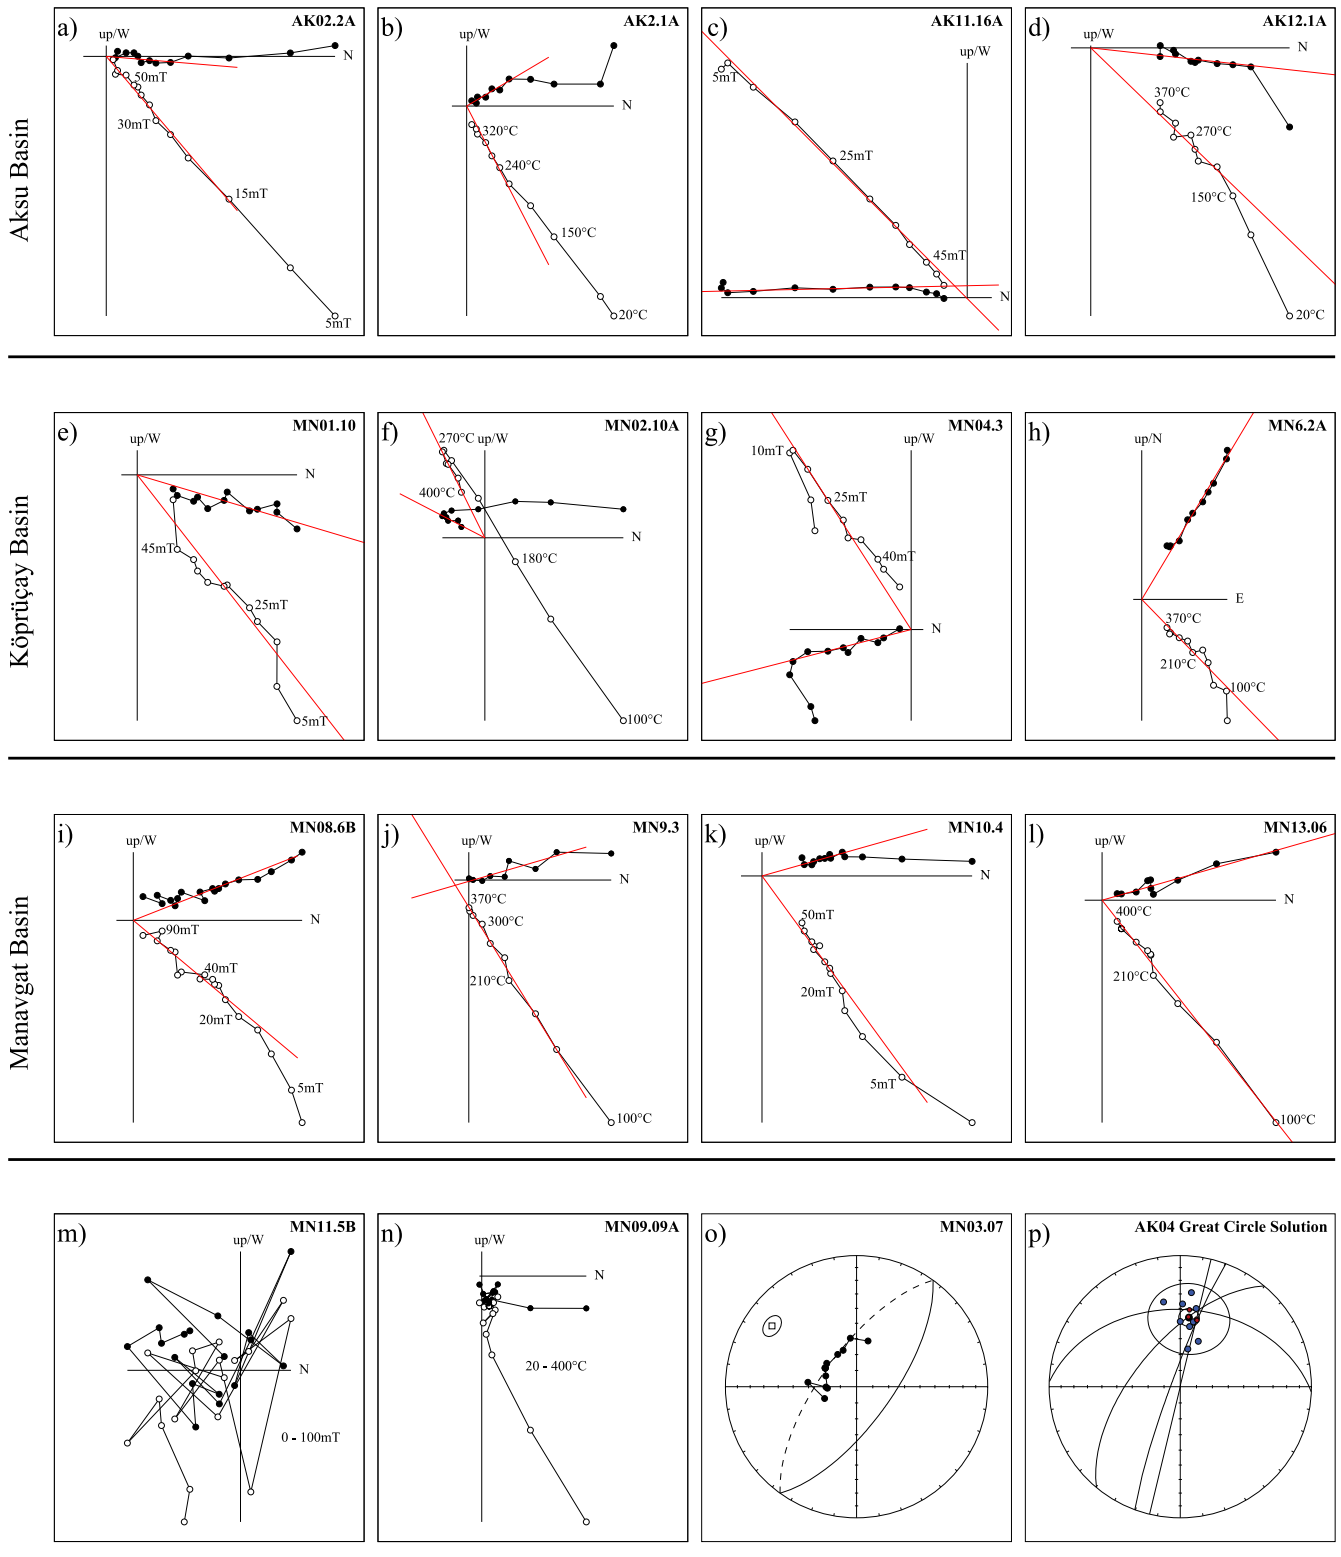 Aksu Basin
a) AK02.2A
up/W
N
50mT
30mT
15mT
5mT
b) AK2.1A
up/W
N
320°C
240°C
150°C
20°C
c) AK11.16A
up/W
5mT
25mT
45mT
N
d) AK12.1A
up/W
N
370°C
270°C
150°C
20°C
Köprüçay Basin
e) MN01.10
up/W
N
45mT
25mT
5mT
f) MN02.10A
270°C up/W
400°C
N
180°C
100°C
g) MN04.3
up/W
10mT
25mT
40mT
N
h) MN6.2A
up/N
E
370°C
210°C
100°C
Manavgat Basin
i) MN08.6B
up/W
N
90mT
40mT
20mT
5mT
j) MN9.3
up/W
N
370°C
300°C
210°C
100°C
k) MN10.4
up/W
N
50mT
20mT
5mT
l) MN13.06
up/W
N
400°C
210°C
100°C
m) MN11.5B
up/W
N
0 - 100mT
n) MN09.09A
up/W
N
20 - 400°C
o) MN03.07
p) AK04 Great Circle Solution